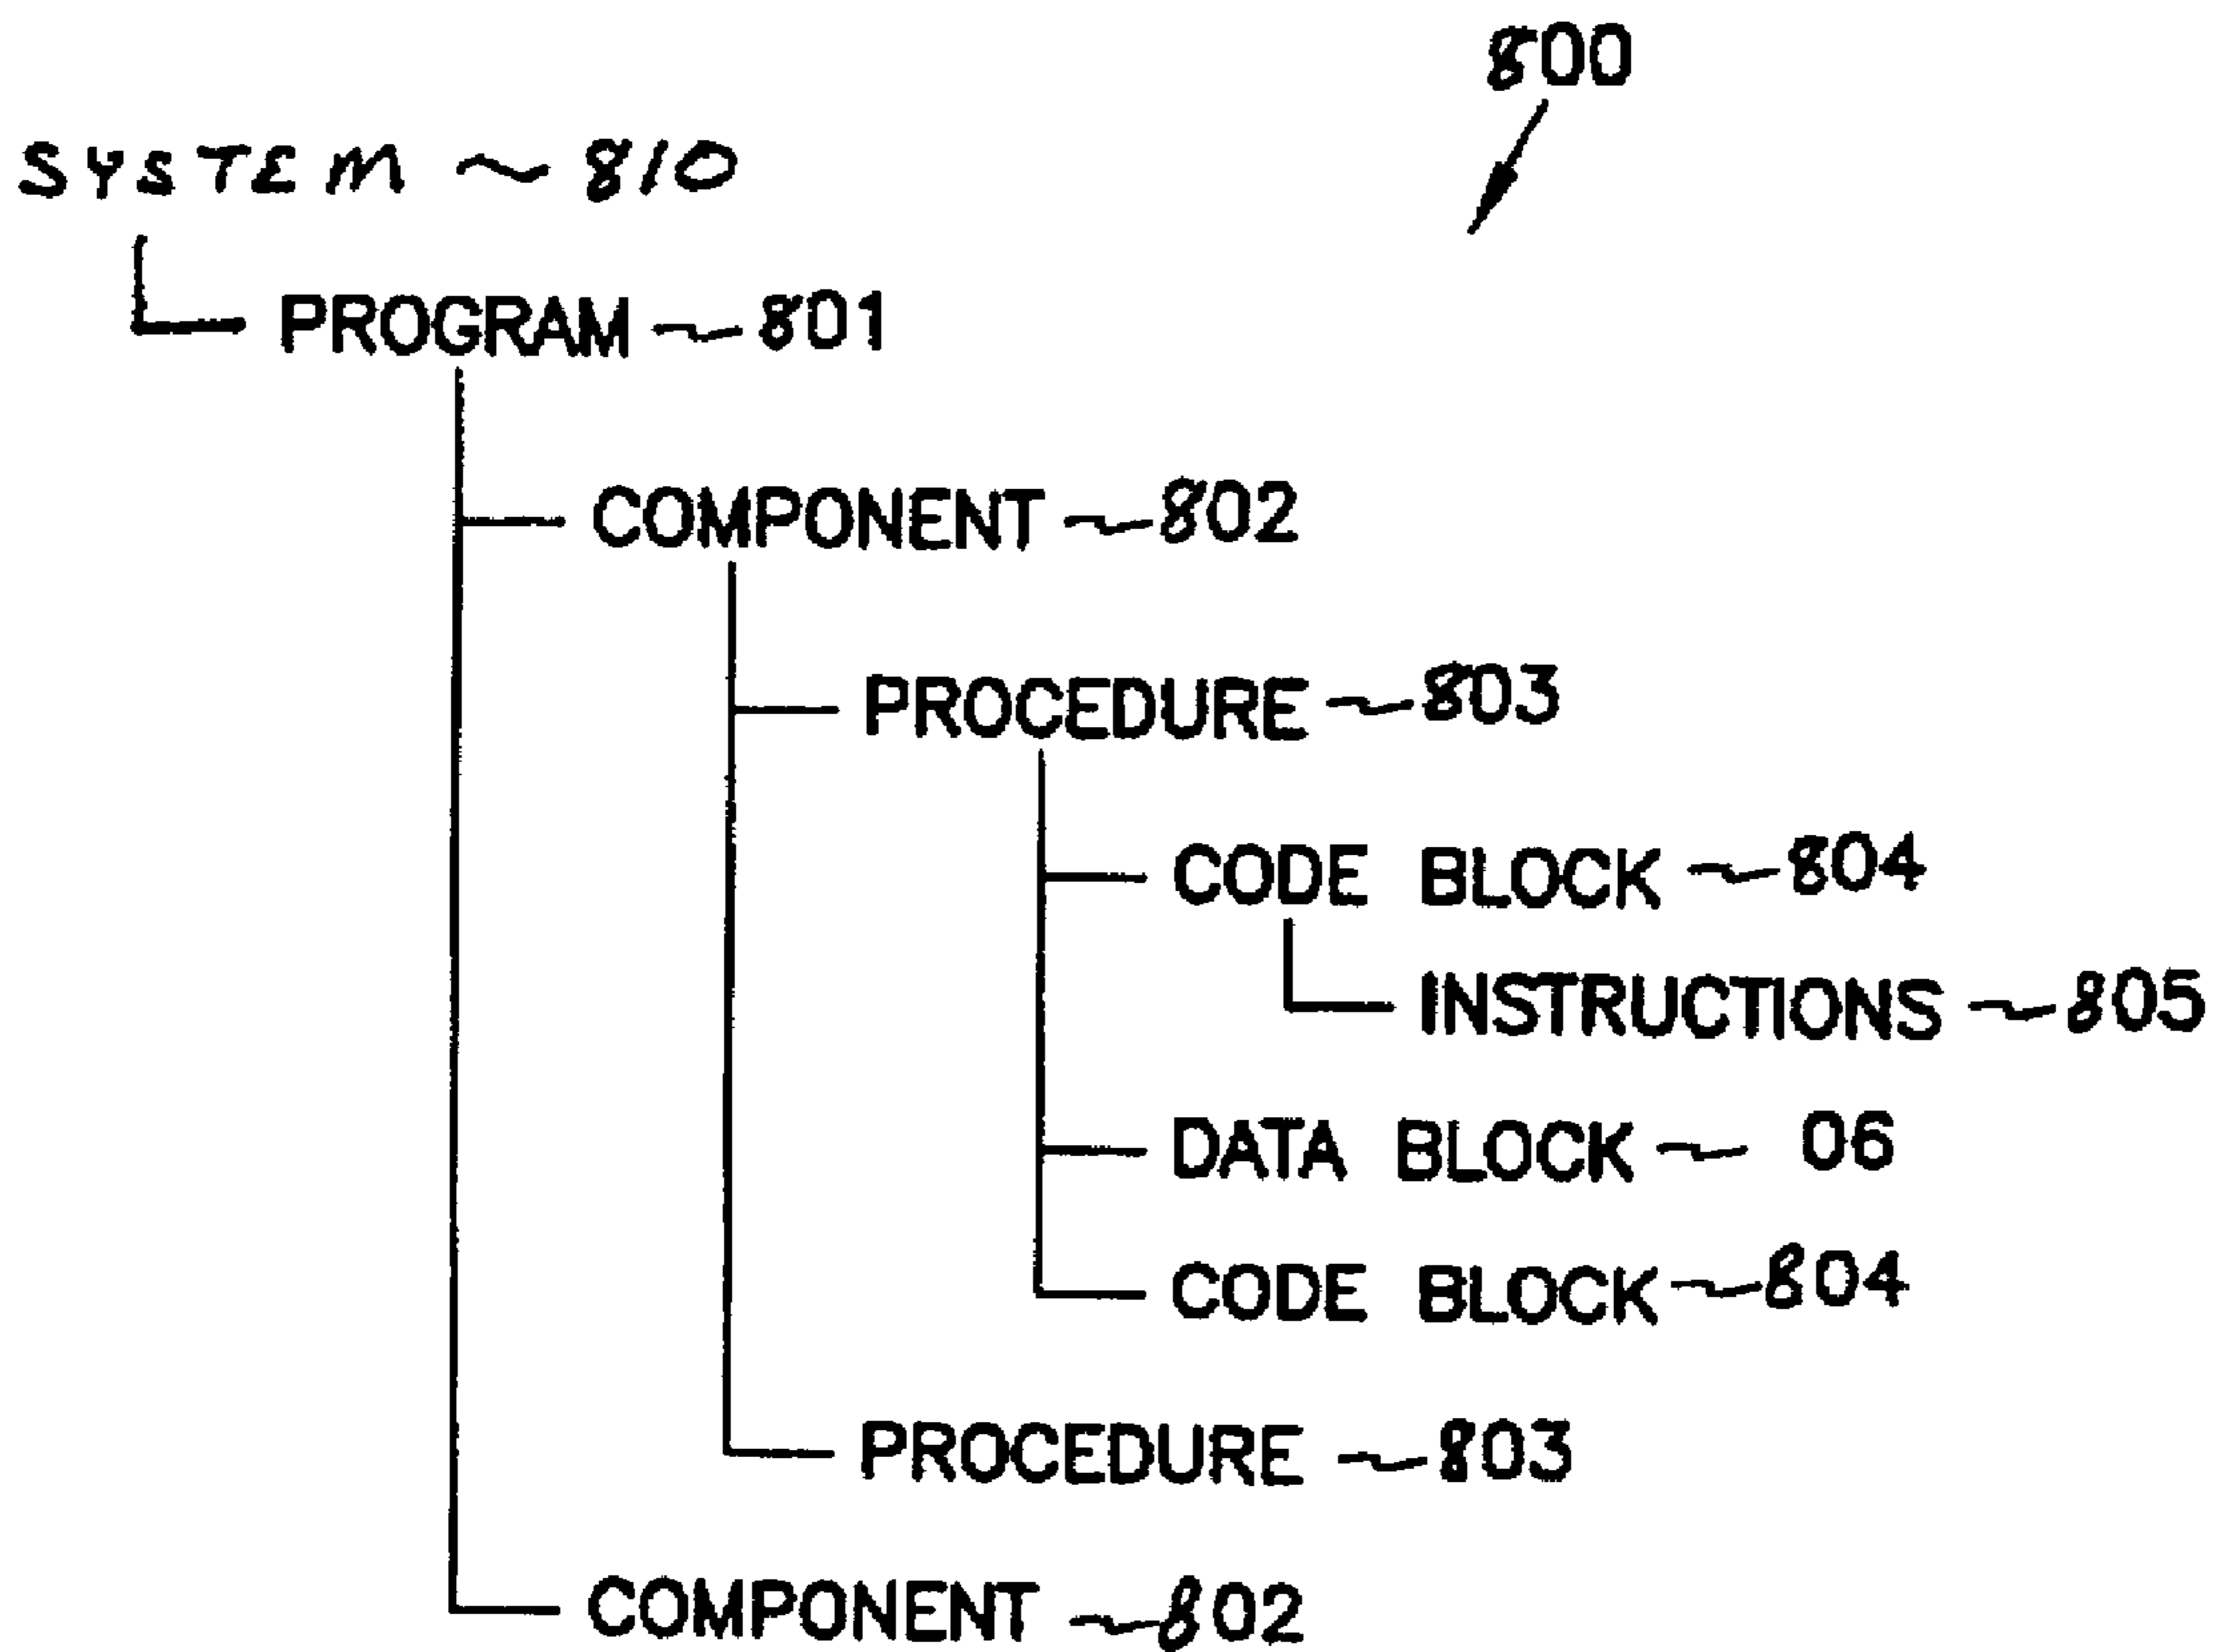 800
SYSTEM ~ 810
PROGRAM ~ 801
COMPONENT ~ 802
PROCEDURE ~ 803
CODE BLOCK ~ 804
INSTRUCTIONS ~ 805
DATA BLOCK ~ 06
CODE BLOCK ~ 804
PROCEDURE ~ 803
COMPONENT ~ 802